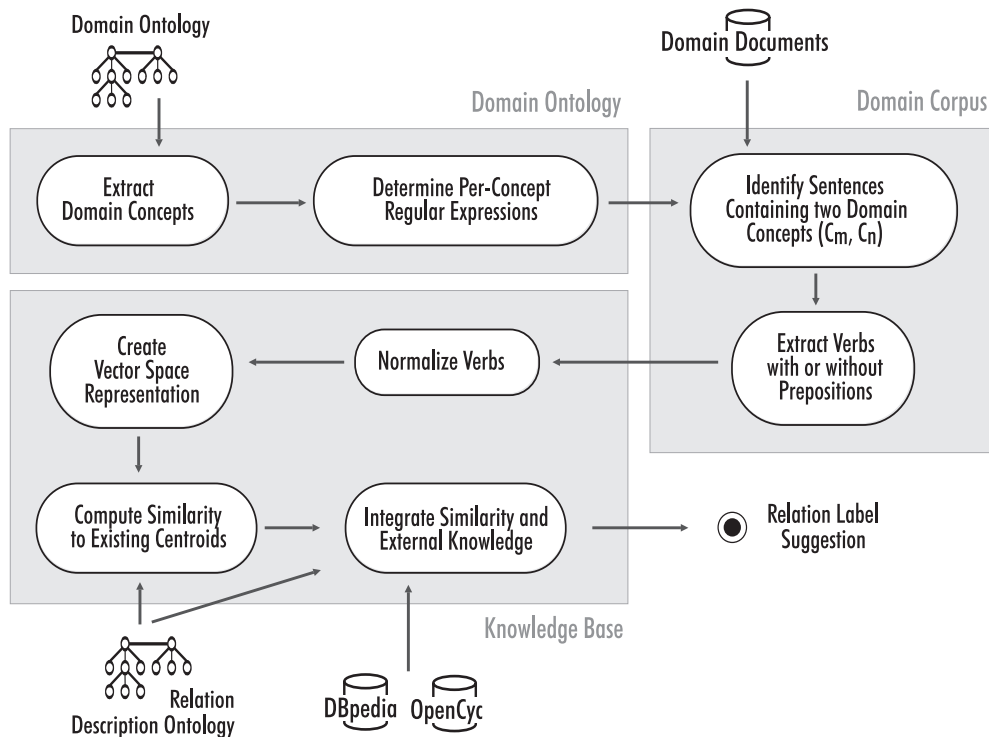 Domain Ontology
Domain Documents
Domain Ontology
Domain Corpus
Extract
Domain Concepts
Determine Per-Concept
Regular Expressions
Identify Sentences
Containing two Domain
Concepts (Cm, Cn)
Create
Vector Space
Representation
Normalize Verbs
Extract Verbs
with or without
Prepositions
Compute Similarity
to Existing Centroids
Integrate Similarity and
External Knowledge
Relation Label
Suggestion
Knowledge Base
Relation
Description Ontology
DBpedia
OpenCyc